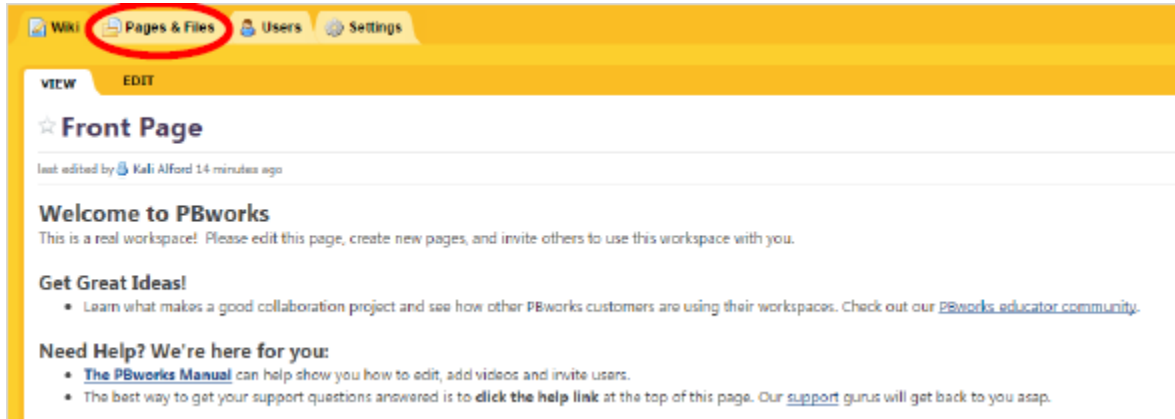 Wiki Pages & Files Users Settings
VIEW EDIT
Front Page
last edited by Kali Alford 14 minutes ago
Welcome to PBworks
This is a real workspace! Please edit this page, create new pages, and invite others to use this workspace with you.
Get Great Ideas!
• Learn what makes a good collaboration project and see how other PBworks customers are using their workspaces. Check out our PBworks educator community.
Need Help? We're here for you:
• The PBworks Manual can help show you how to edit, add videos and invite users.
• The best way to get your support questions answered is to click the help link at the top of this page. Our support gurus will get back to you asap.